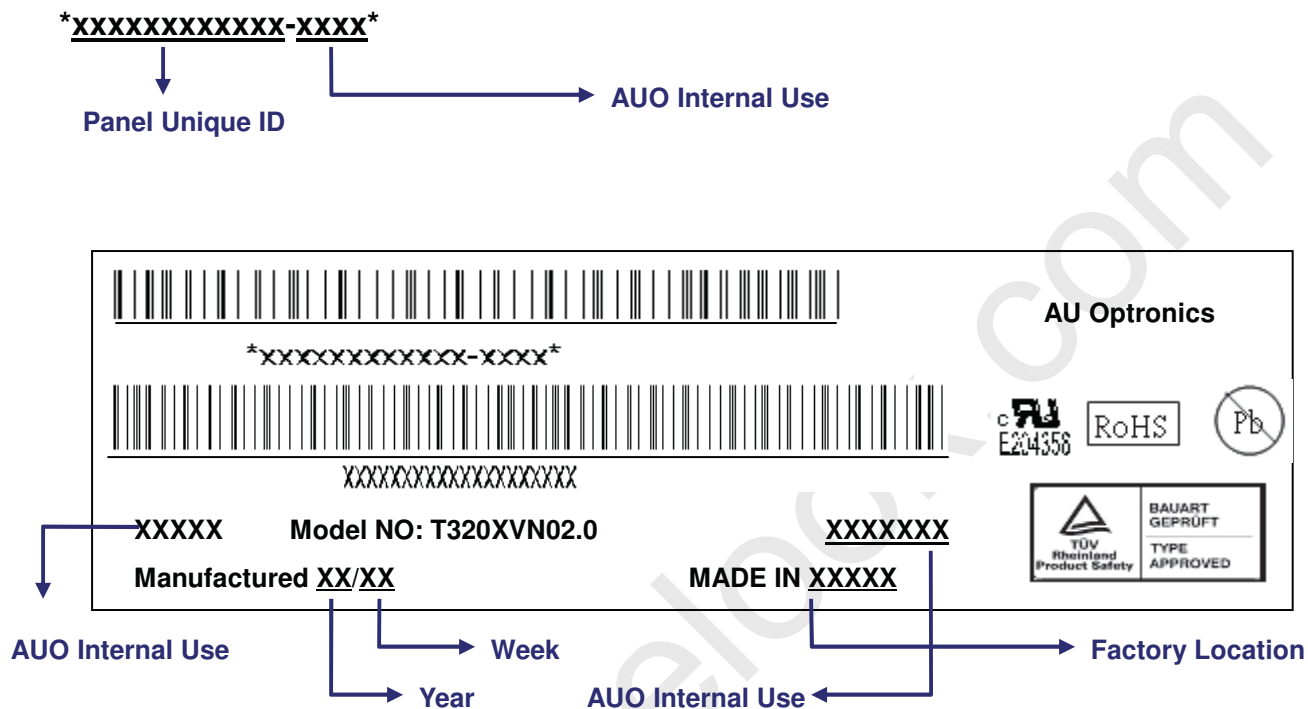 *xxxxxxxxxxxx-xxxx*
AUO Internal Use
Panel Unique ID
AU Optronics
*xxxxxxxxxxxx-xxxx*
c
E204356
RoHS
Pb
XXXXXXXXXXXXXXXXXXXX
BAUART
GEPRÜFT
TÜV
Rheinland
Product Safety
TYPE
APPROVED
XXXXX Model NO: T320XVN02.0 XXXXXXX
Manufactured XX/XX MADE IN XXXXX
AUO Internal Use
Week
Factory Location
Year
AUO Internal Use